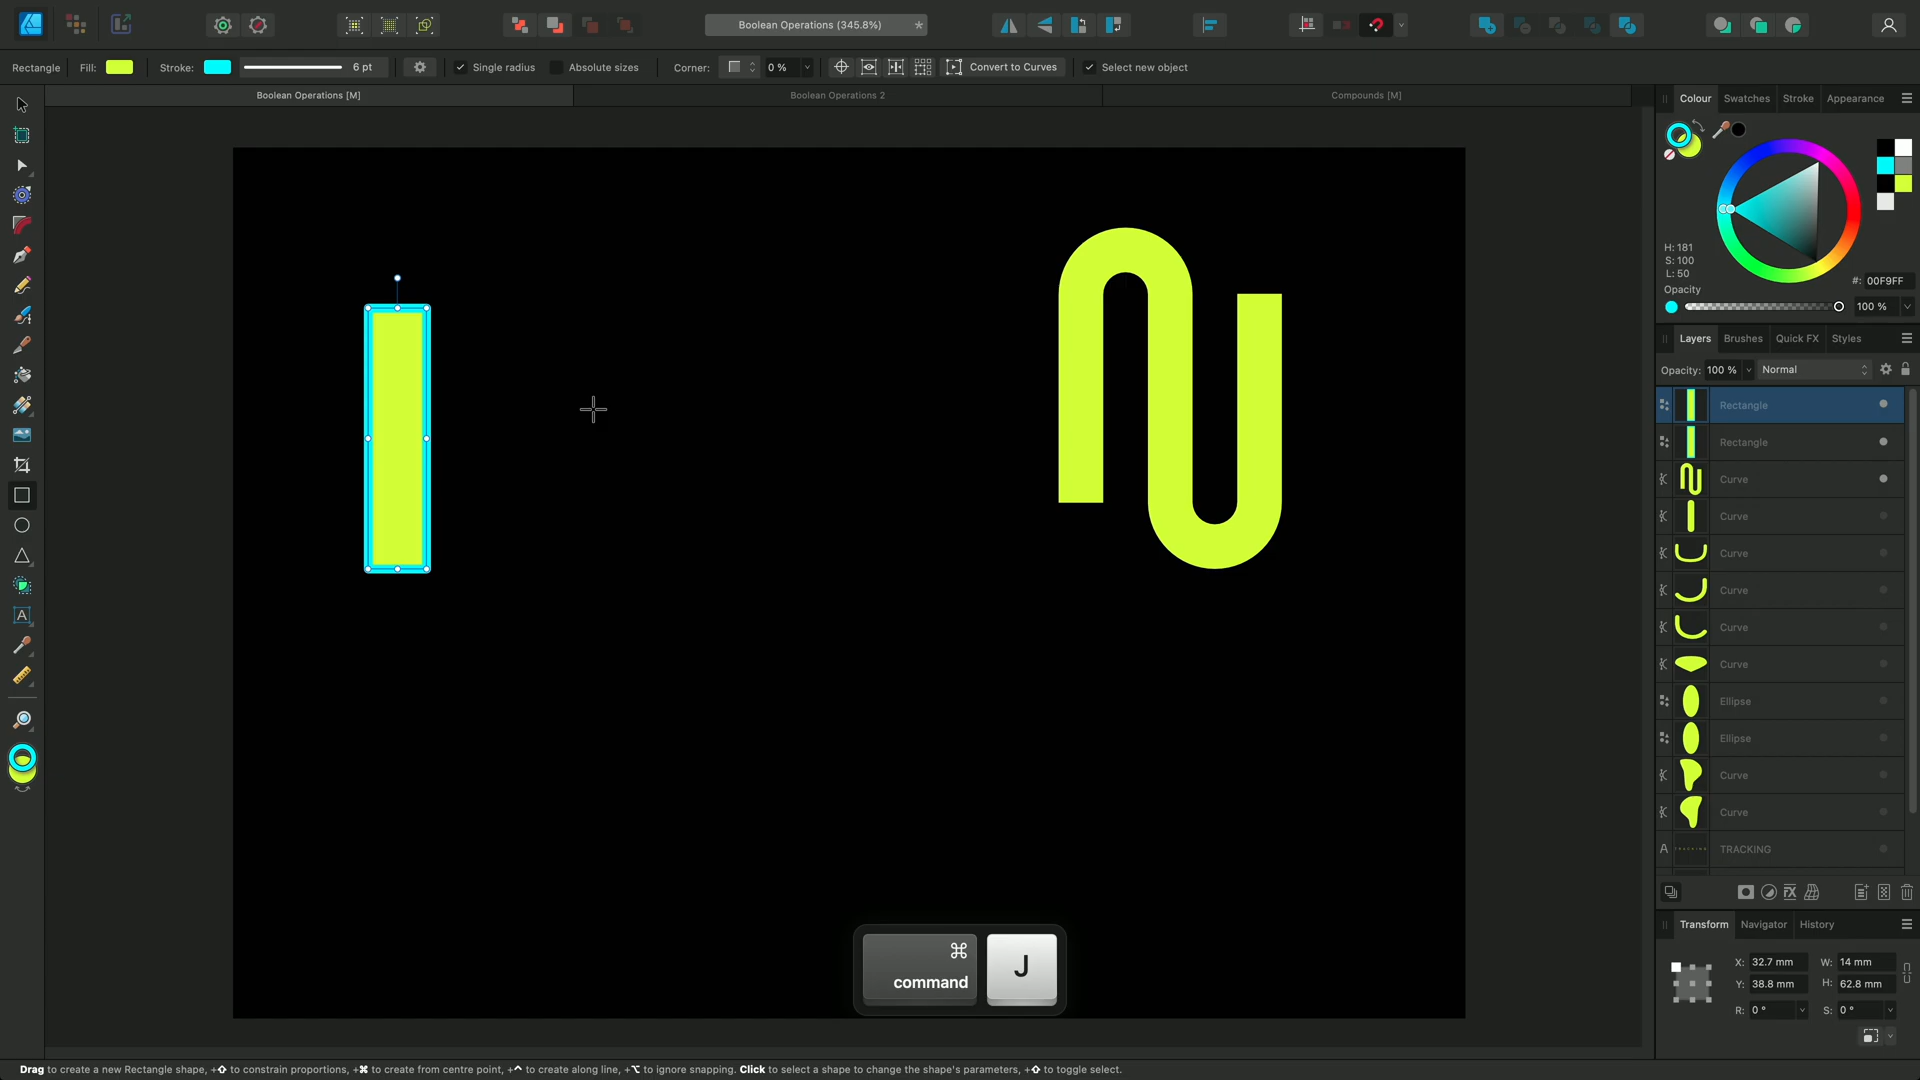 Boolean Operations (345.8%) *
Rectangle Fill: Stroke: 6 pt Single radius Absolute sizes Corner: 0 % Convert to Curves Select new object
Boolean Operations [M] Boolean Operations 2 Compounds [M]
Colour Swatches Stroke Appearance
H: 181
S: 100
L: 50
#: 00F9FF
Opacity
100 %
Layers Brushes Quick FX Styles
Opacity: 100 % Normal
Rectangle
Rectangle
Curve
Curve
Curve
Curve
Curve
Curve
Ellipse
Ellipse
Curve
Curve
A TRACKING TRACKING
A
FX
Transform Navigator History
X: 32.7 mm W: 14 mm
Y: 38.8 mm H: 62.8 mm
R: 0 ° S: 0 °
⌘
command J
Drag to create a new Rectangle shape, +⇧ to constrain proportions, +⌘ to create from centre point, +^ to create along line, +⌥ to ignore snapping. Click to select a shape to change the shape's parameters, +⇧ to toggle select.